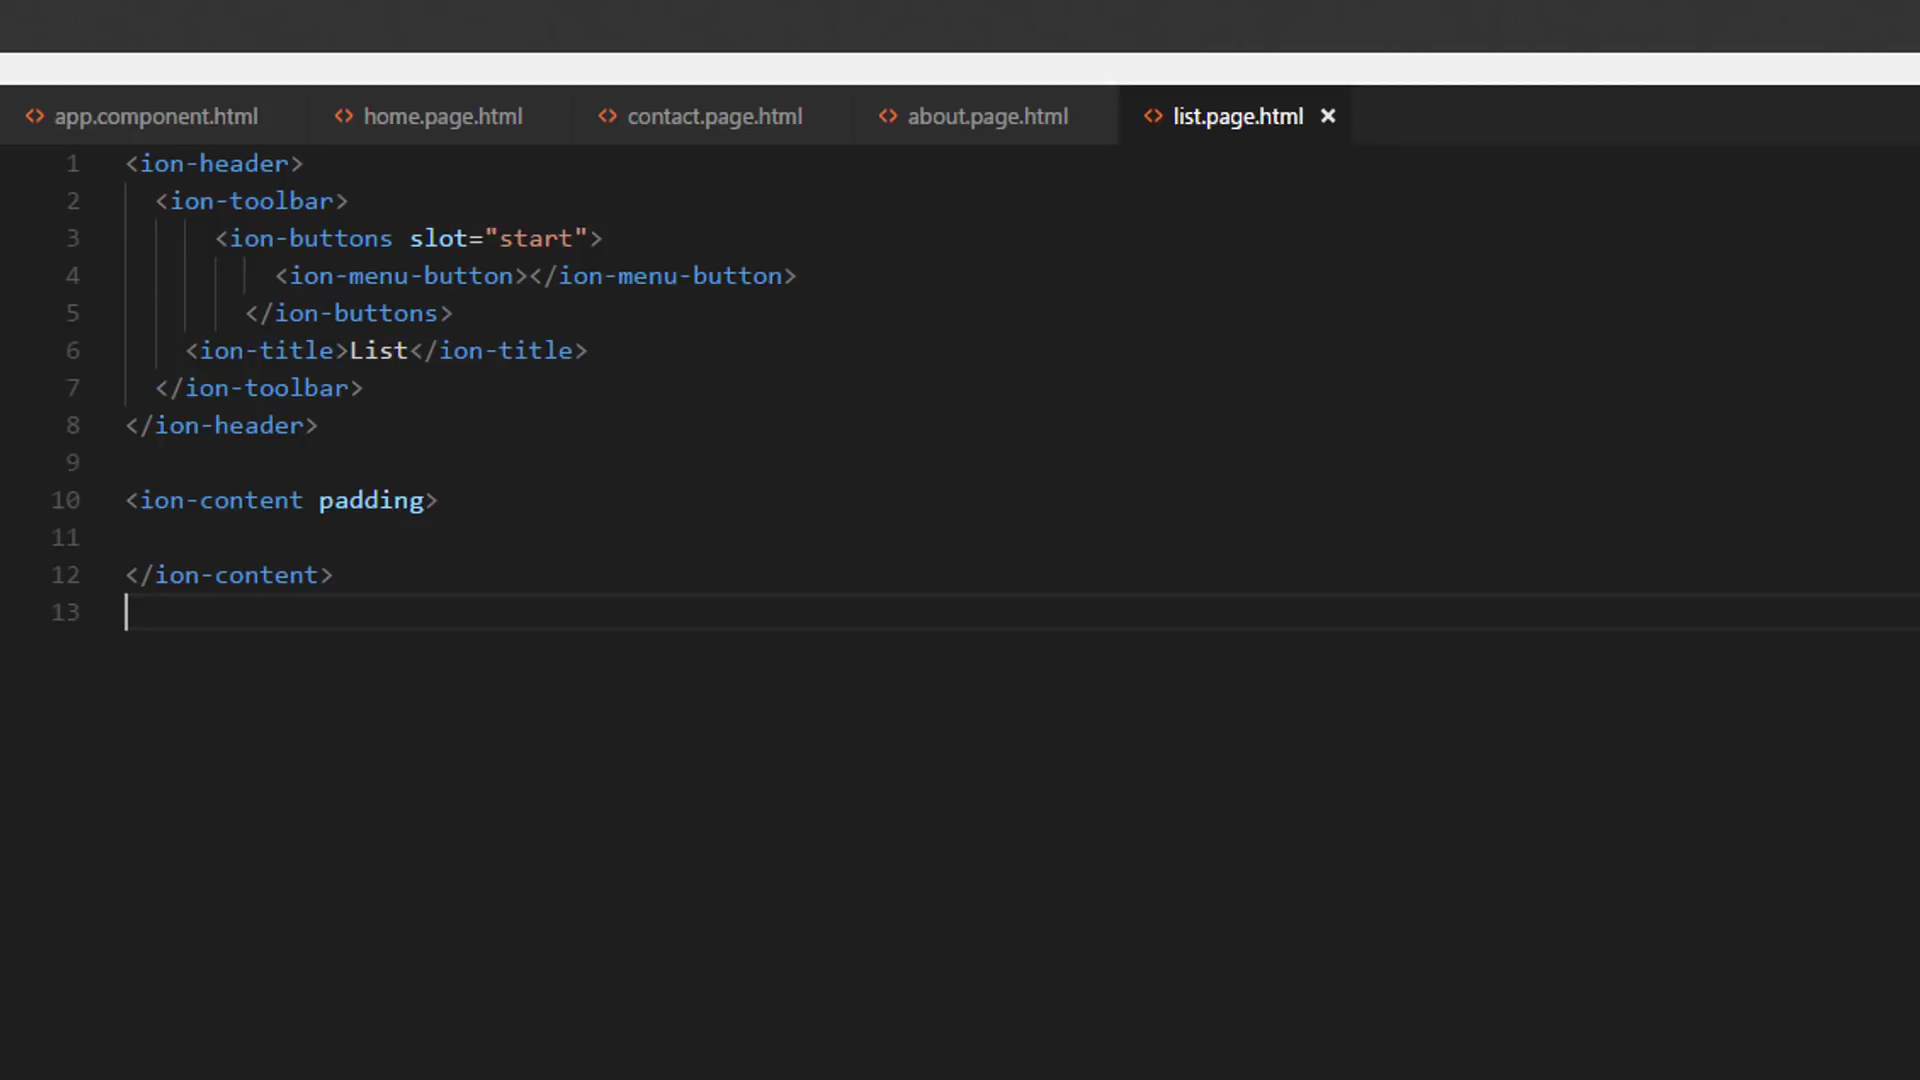 <> app.component.html <> home.page.html <> contact.page.html <> about.page.html <> list.page.html ×
1 <ion-header>
2 <ion-toolbar>
3 <ion-buttons slot="start">
4 <ion-menu-button></ion-menu-button>
5 </ion-buttons>
6 <ion-title>List</ion-title>
7 </ion-toolbar>
8 </ion-header>
9
10 <ion-content padding>
11
12 </ion-content>
13